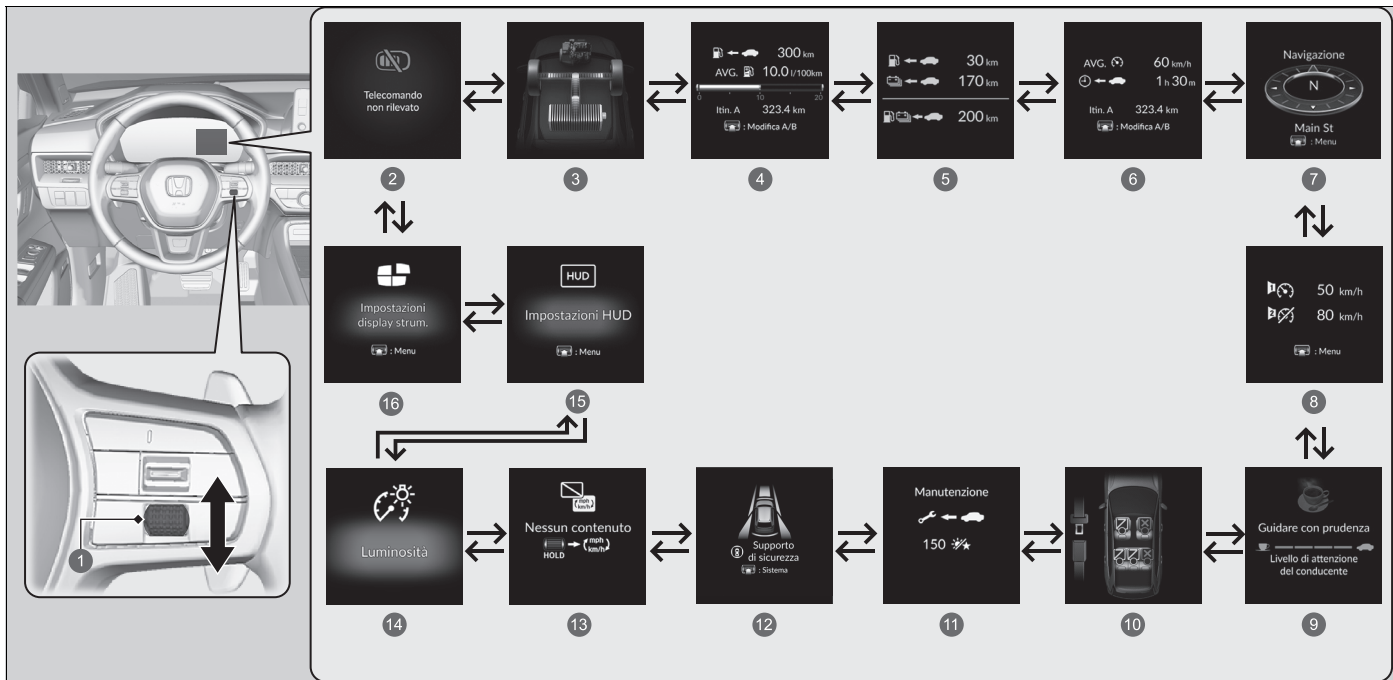 Telecomando
non rilevato
2
3
300 km
AVG. 10.0 l/100km
0 10 20
Itin. A 323.4 km
: Modifica A/B
4
30 km
170 km
200 km
5
AVG. 60 km/h
1 h 30 m
Itin. A 323.4 km
: Modifica A/B
6
Navigazione
N
Main St
: Menu
7
Impostazioni
display strum.
: Menu
16
HUD
Impostazioni HUD
: Menu
15
1 50 km/h
2 80 km/h
: Menu
8
1
Luminosità
14
mph
km/h
Nessun contenuto
HOLD mph
km/h
13
Supporto
di sicurezza
: Sistema
12
Manutenzione
150
11
10
Guidare con prudenza
Livello di attenzione
del conducente
9